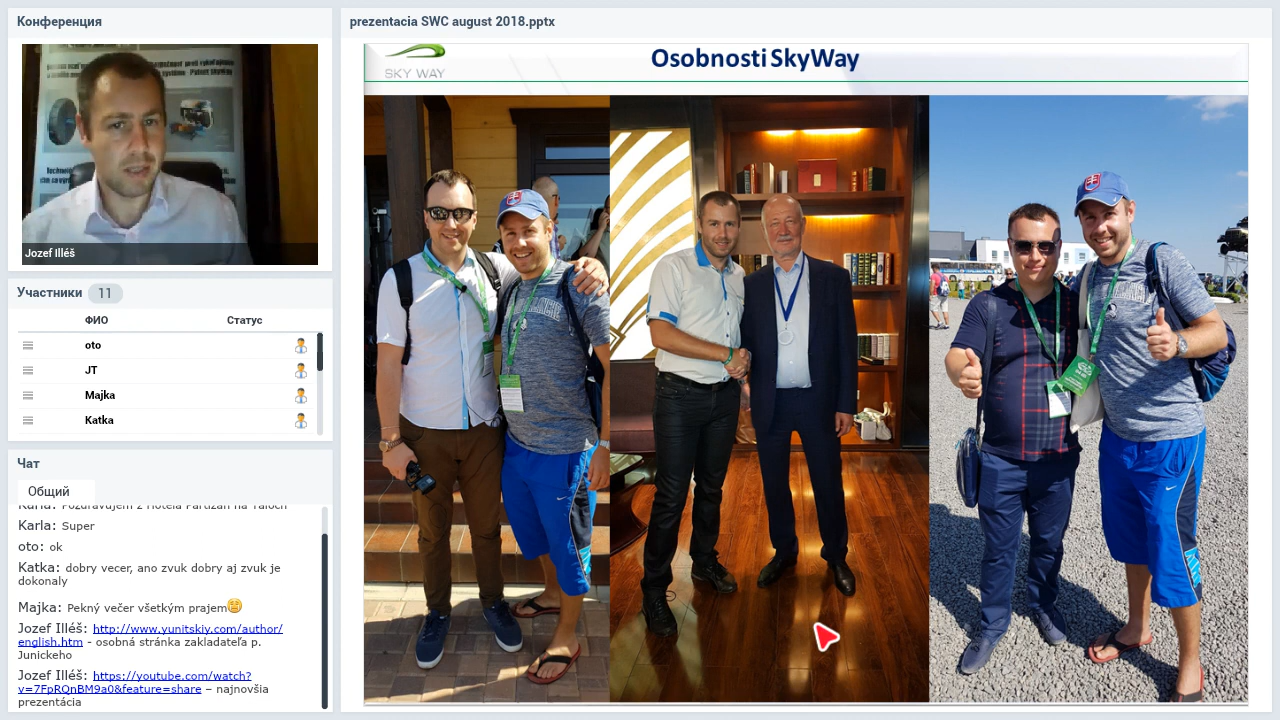 Конференция
Jozef Illéš
Участники 11
ФИО Статус
oto
JT
Majka
Katka
Чат
Общий
Karla: Pozdravujem z Hotela Partizán na Táľoch
Karla: Super
oto: ok
Katka: dobry vecer, ano zvuk dobry aj zvuk je
dokonaly
Majka: Pekný večer všetkým prajem
Jozef Illéš: http://www.yunitskiy.com/author/
english.htm - osobná stránka zakladateľa p.
Junickeho
Jozef Illéš: https://youtube.com/watch?
v=7FpRQnBM9a0&feature=share – najnovšia
prezentácia
prezentacia SWC august 2018.pptx
SKY WAY
Osobnosti SkyWay